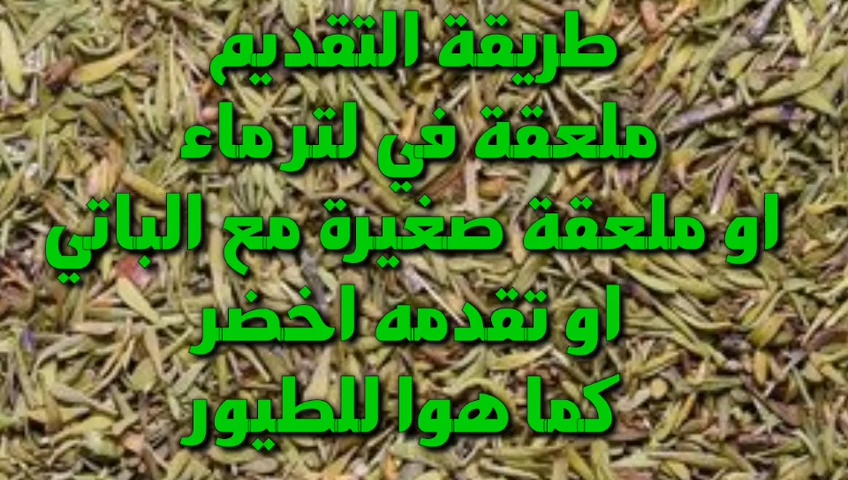 طريقة التقديم
ملعقة في لتر ماء
او ملعقة صغيرة مع الباتي
او تقدمه اخضر
كما هوا للطيور